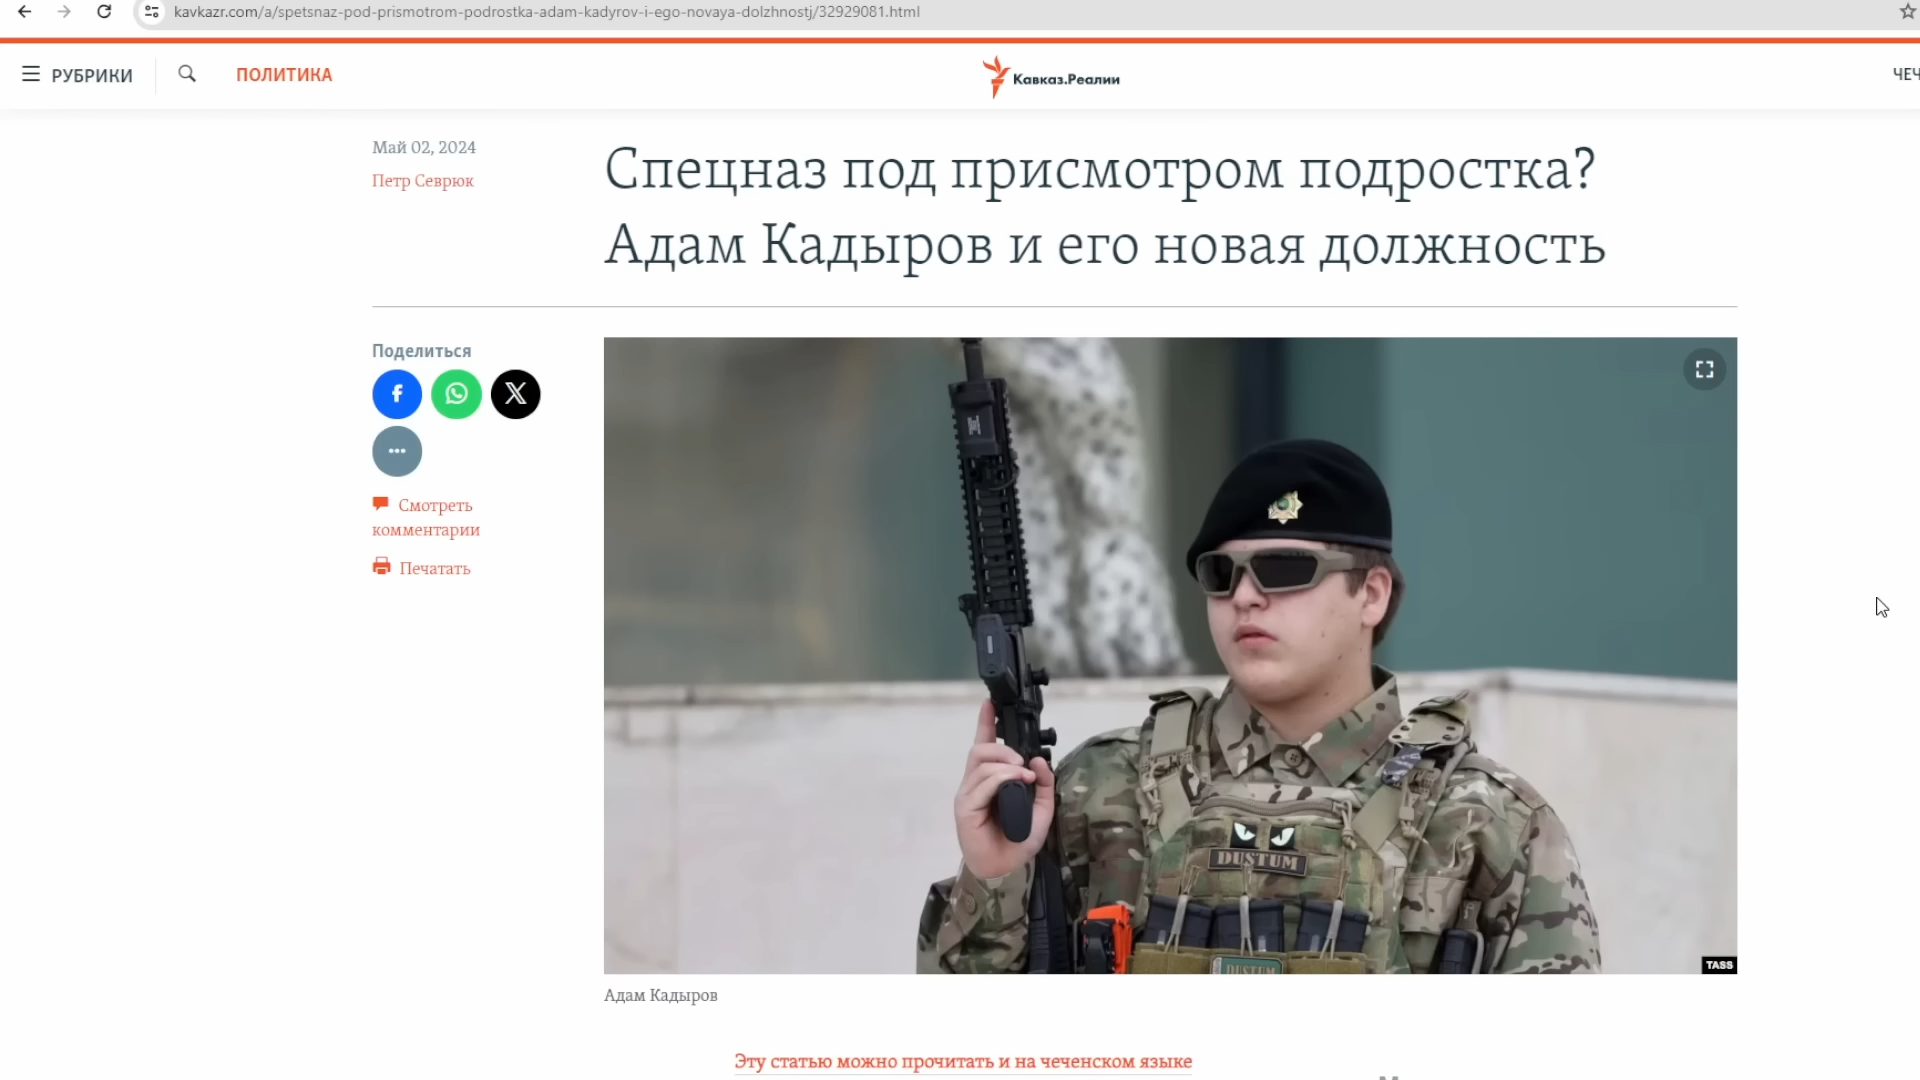 kavkazr.com/a/spetsnaz-pod-prismotrom-podrostka-adam-kadyrov-i-ego-novaya-dolzhnostj/32929081.html
РУБРИКИ
ПОЛИТИКА
Кавказ.Реалии
ЧЕЧ
Май 02, 2024
Петр Севрюк
Спецназ под присмотром подростка?
Адам Кадыров и его новая должность
Поделиться
Смотреть
комментарии
Печатать
DUSTUM
DUSTUM
TASS
Адам Кадыров
Эту статью можно прочитать и на чеченском языке